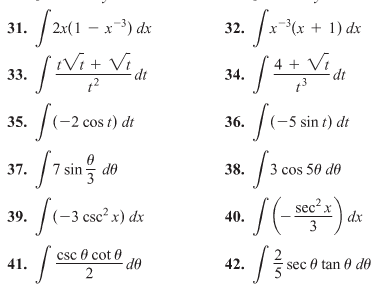 31. ∫ 2x(1 − x⁻³) dx
32. ∫ x⁻³(x + 1) dx
33. ∫ (t√t + √t)/t² dt
34. ∫ (4 + √t)/t³ dt
35. ∫ (−2 cos t) dt
36. ∫ (−5 sin t) dt
37. ∫ 7 sin θ/3 dθ
38. ∫ 3 cos 5θ dθ
39. ∫ (−3 csc² x) dx
40. ∫ (− sec² x/3) dx
41. ∫ csc θ cot θ/2 dθ
42. ∫ 2/5 sec θ tan θ dθ